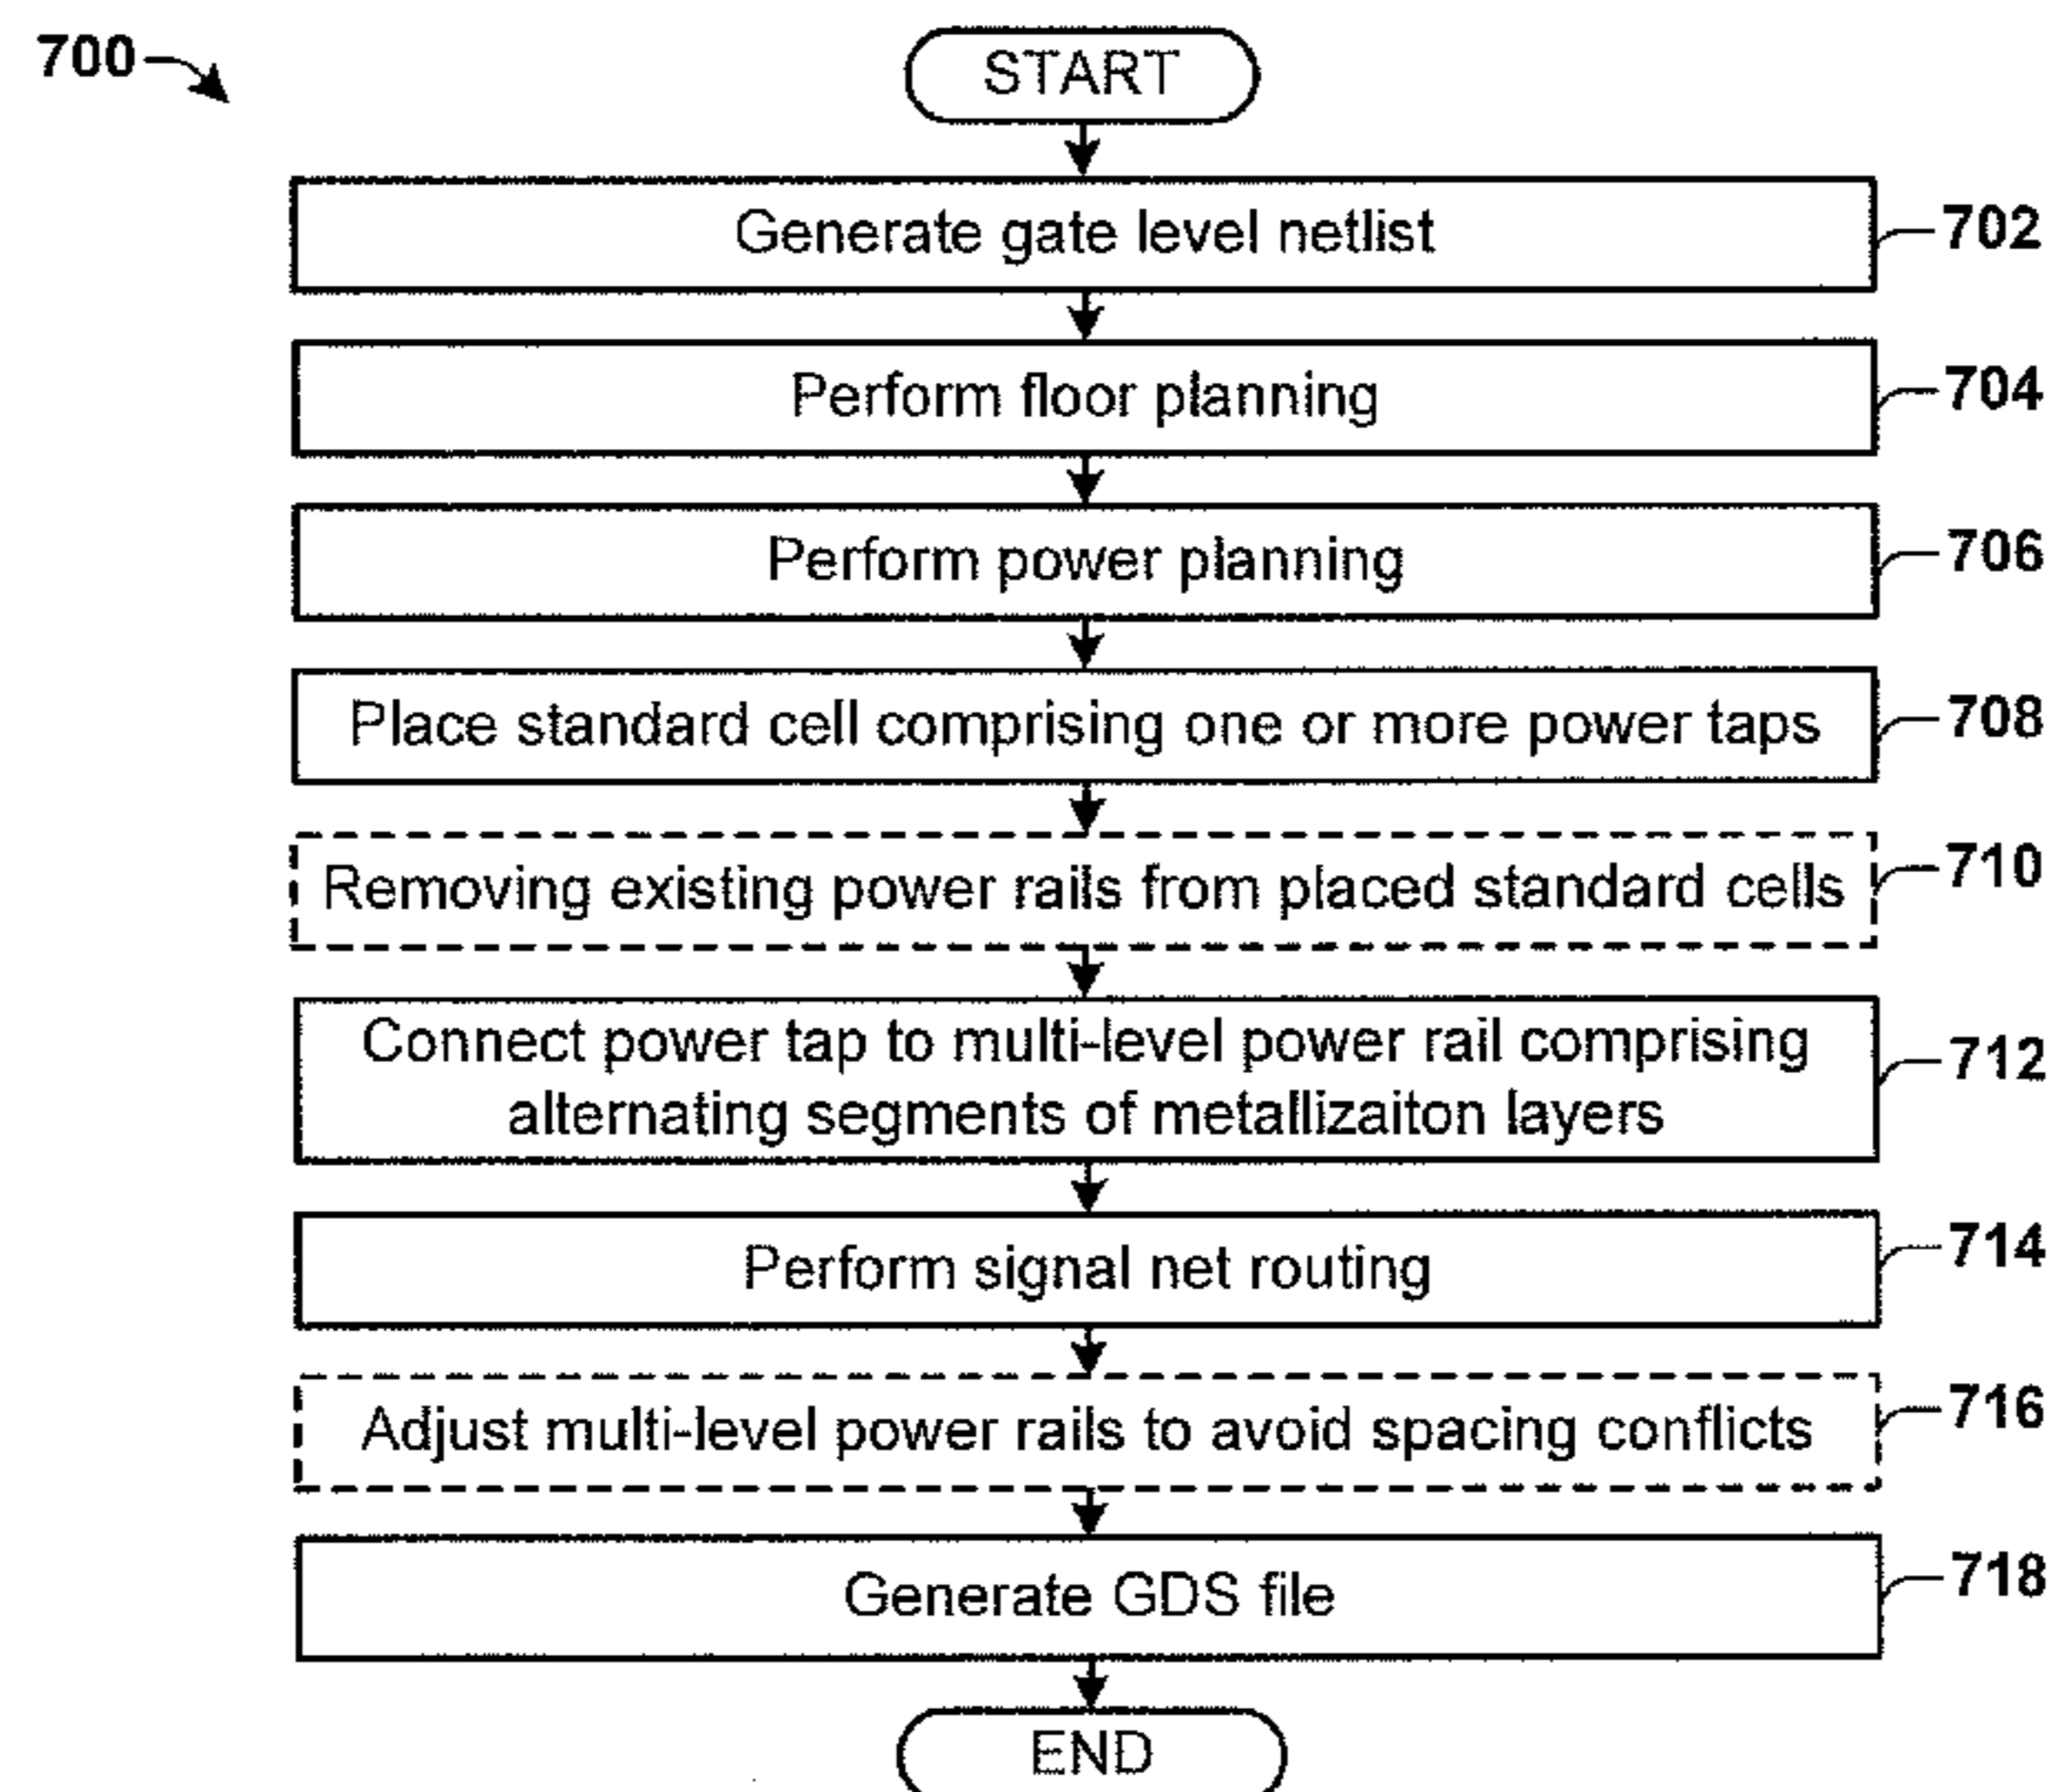 700
START
Generate gate level netlist
702
Perform floor planning
704
Perform power planning
706
Place standard cell comprising one or more power taps
708
Removing existing power rails from placed standard cells
710
Connect power tap to multi-level power rail comprising
alternating segments of metallizaiton layers
712
Perform signal net routing
714
Adjust multi-level power rails to avoid spacing conflicts
716
Generate GDS file
718
END